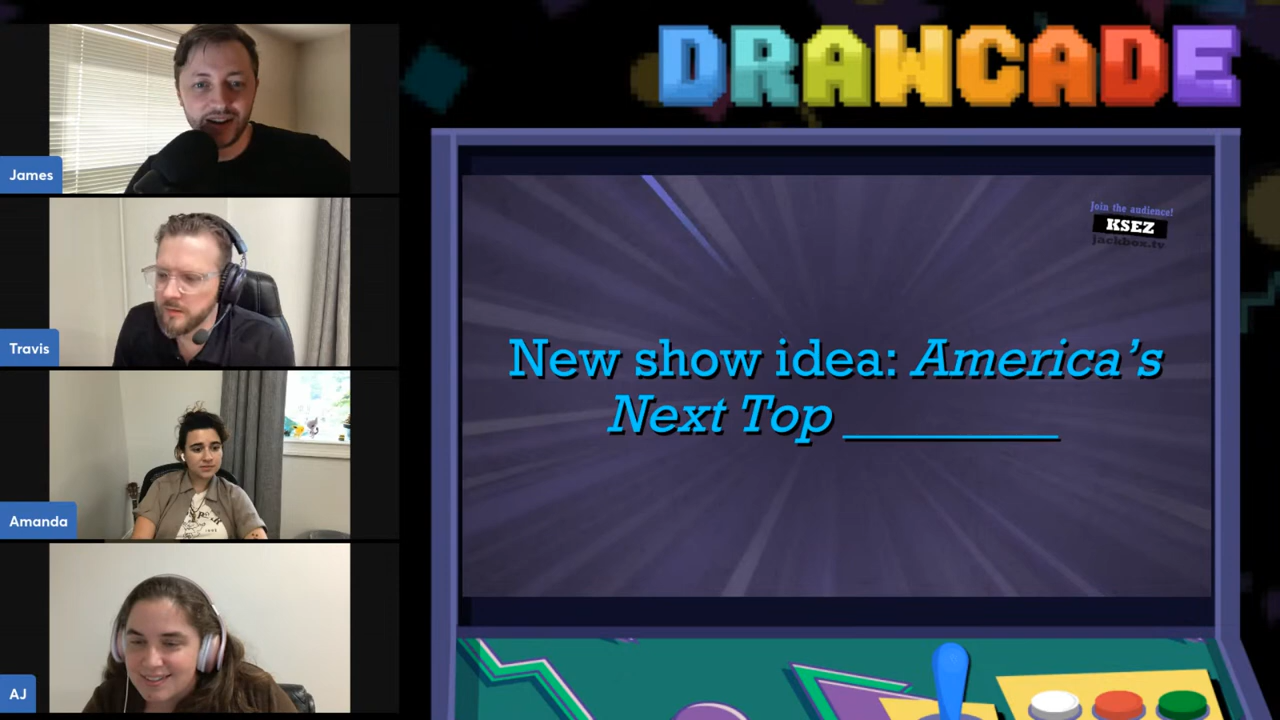 DRAWCADE
James
Join the audience!
KSEZ
jackbox.tv
Travis
New show idea: America's
Next Top ________
Amanda
AJ